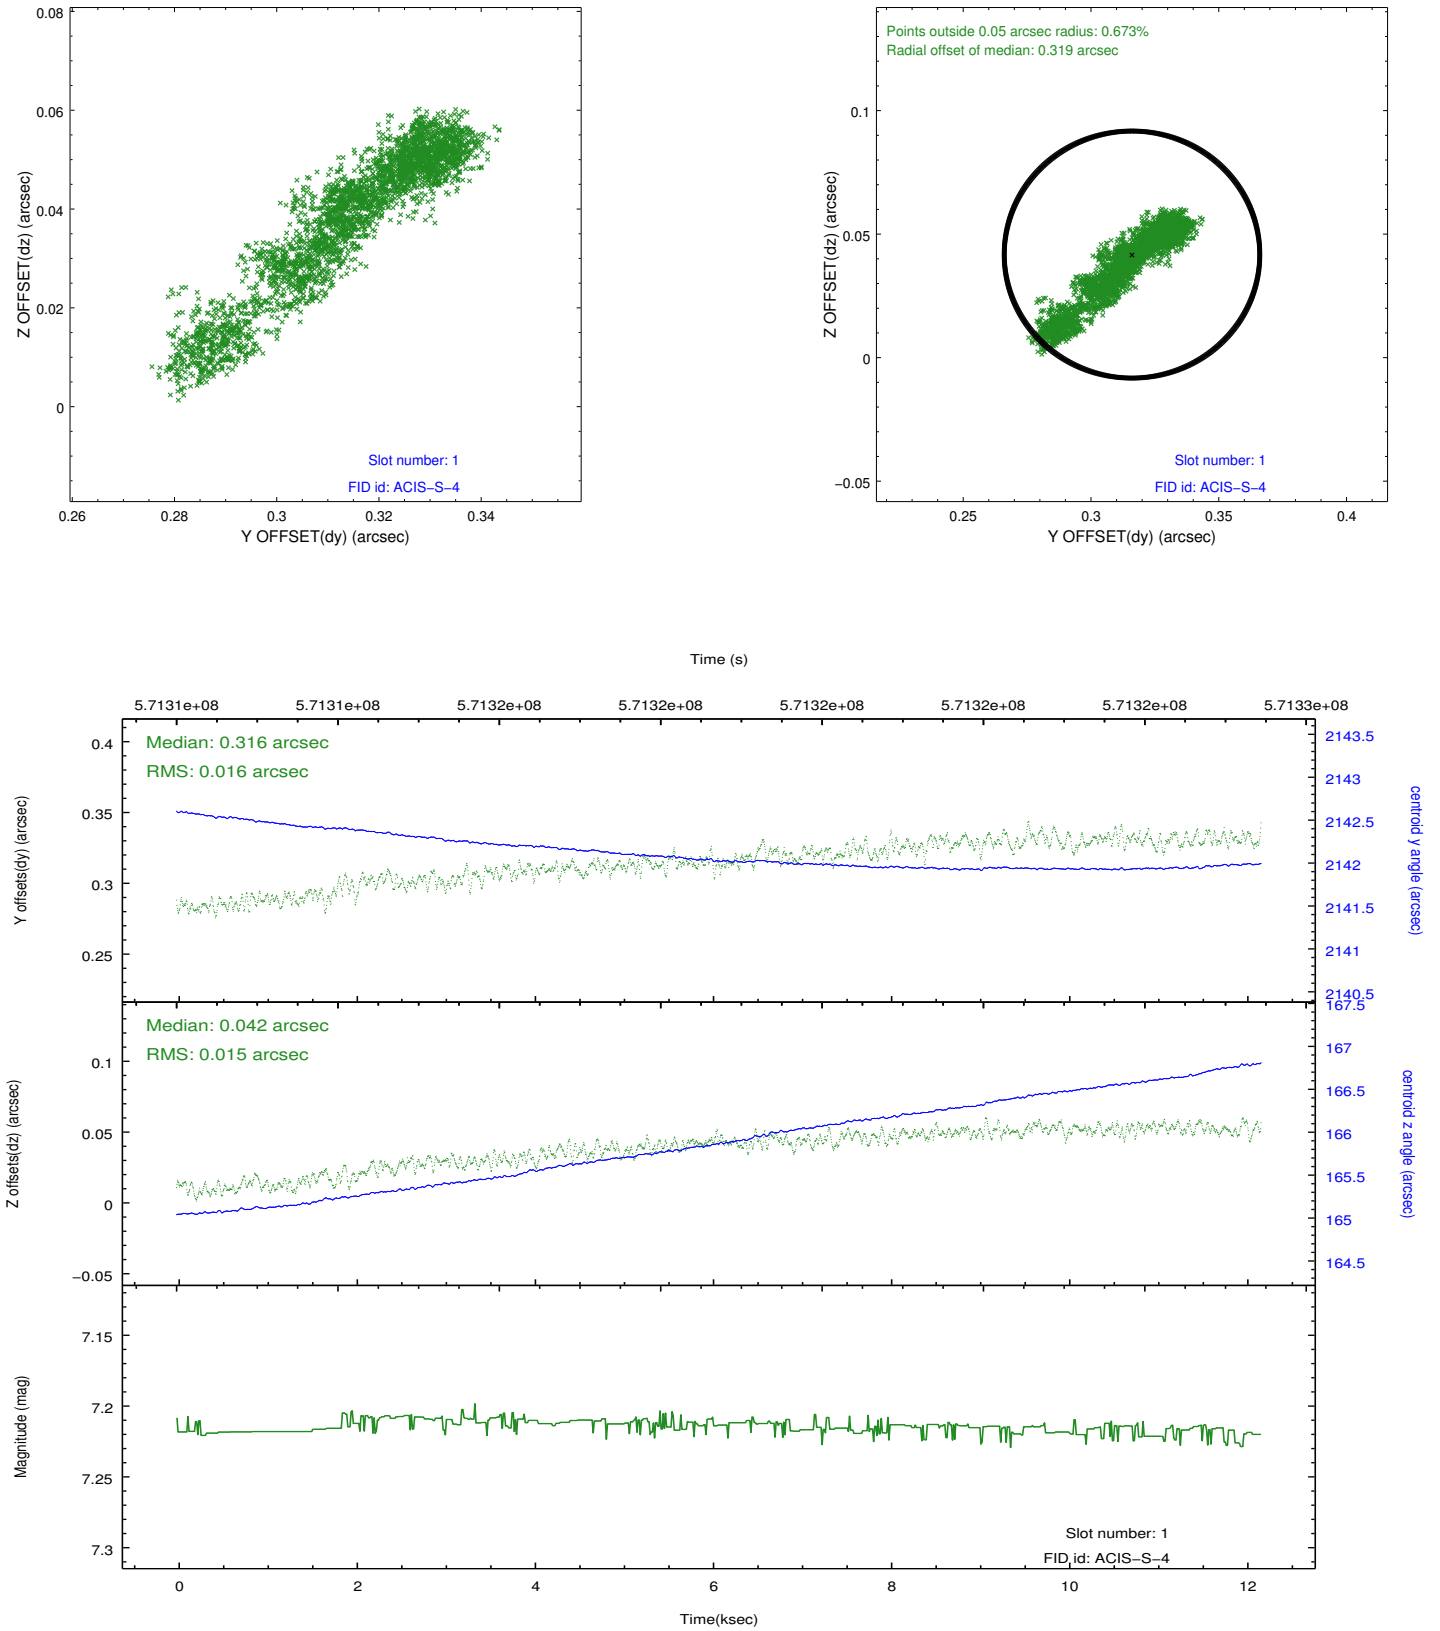 0.08
0.06
0.04
0.02
0
Z OFFSET(dz) (arcsec)
Slot number: 1
FID id: ACIS−S−4
0.26 0.28 0.3 0.32 0.34
Y OFFSET(dy) (arcsec)
Points outside 0.05 arcsec radius: 0.673%
Radial offset of median: 0.319 arcsec
0.1
0.05
0
−0.05
Z OFFSET(dz) (arcsec)
Slot number: 1
FID id: ACIS−S−4
0.25 0.3 0.35 0.4
Y OFFSET(dy) (arcsec)
Time (s)
5.7131e+08 5.7131e+08 5.7132e+08 5.7132e+08 5.7132e+08 5.7132e+08 5.7132e+08 5.7133e+08
Median: 0.316 arcsec
RMS: 0.016 arcsec
0.4
0.35
0.3
0.25
Y offsets(dy) (arcsec)
2143.5
2143
2142.5
2142
2141.5
2141
2140.5
centroid y angle (arcsec)
Median: 0.042 arcsec
RMS: 0.015 arcsec
0.1
0.05
0
−0.05
Z offsets(dz) (arcsec)
167.5
167
166.5
166
165.5
165
164.5
centroid z angle (arcsec)
7.15
7.2
7.25
7.3
Magnitude (mag)
Slot number: 1
FID id: ACIS−S−4
0 2 4 6 8 10 12
Time(ksec)